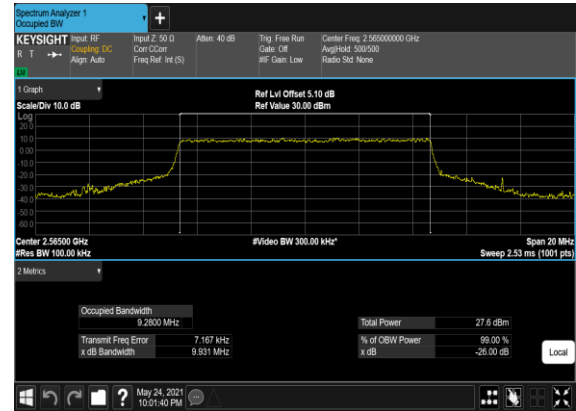 Spectrum Analyzer 1
Occupied BW
+
KEYSIGHT Input: RF Input Z: 50 Ω Atten: 40 dB Trig: Free Run Center Freq: 2.565000000 GHz
R T Coupling: DC Corr CCorr Gate: Off Avg|Hold: 500/500
Align: Auto Freq Ref: Int (S) #IF Gain: Low Radio Std: None
LXI
1 Graph
Ref Lvl Offset 5.10 dB
Scale/Div 10.0 dB Ref Value 30.00 dBm
Log
20.0
10.0
0.00
-10.0
-20.0
-30.0
-40.0
-50.0
-60.0
Center 2.56500 GHz #Video BW 300.00 kHz* Span 20 MHz
#Res BW 100.00 kHz Sweep 2.53 ms (1001 pts)
2 Metrics
Occupied Bandwidth
9.2800 MHz Total Power 27.6 dBm
Transmit Freq Error 7.167 kHz % of OBW Power 99.00 %
x dB Bandwidth 9.931 MHz x dB -26.00 dB
Local
? May 24, 2021
10:01:40 PM